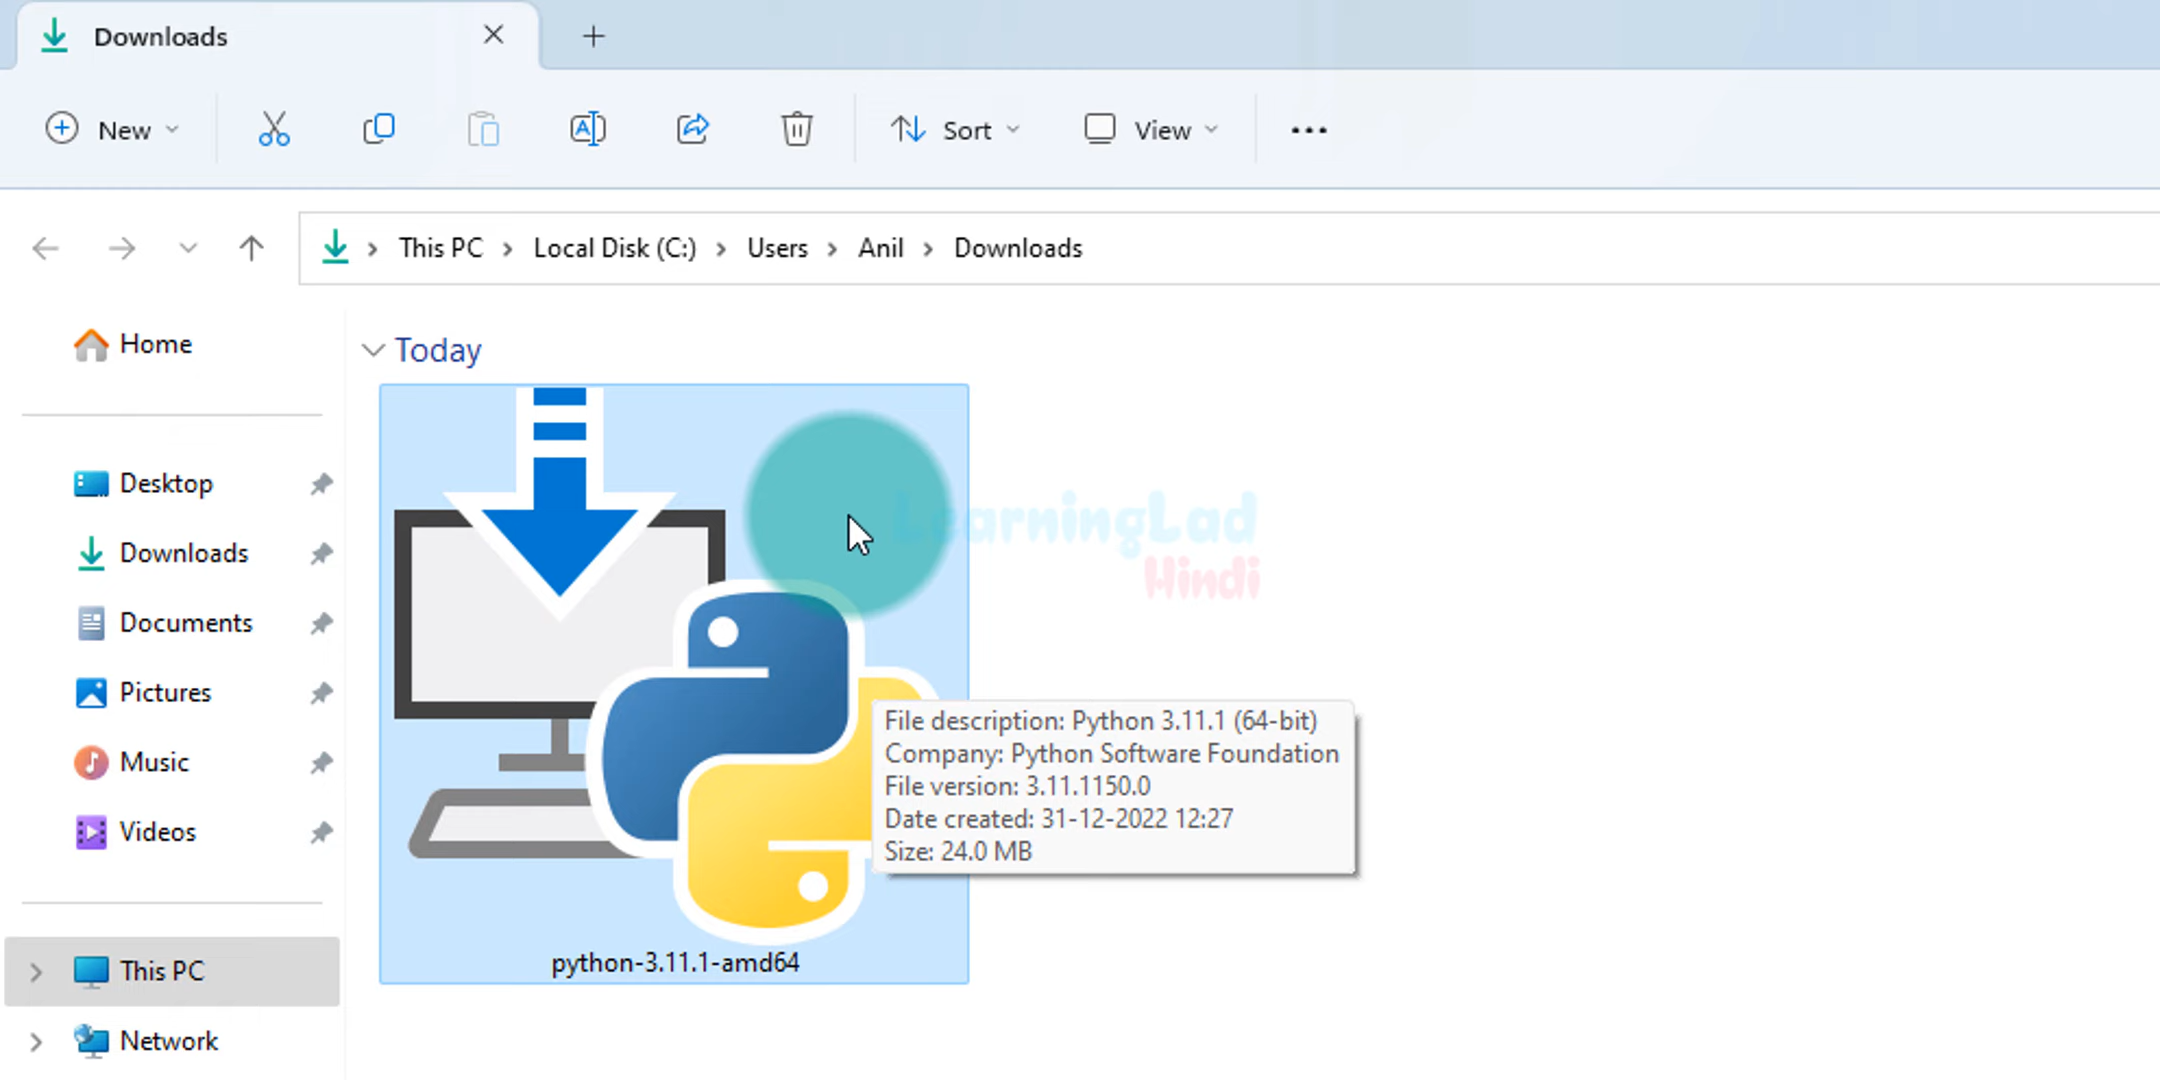 Downloads
New
Sort
View
This PC > Local Disk (C:) > Users > Anil > Downloads
Home
Desktop
Downloads
Documents
Pictures
Music
Videos
This PC
Network
Today
LearningLad
Hindi
File description: Python 3.11.1 (64-bit)
Company: Python Software Foundation
File version: 3.11.1150.0
Date created: 31-12-2022 12:27
Size: 24.0 MB
python-3.11.1-amd64